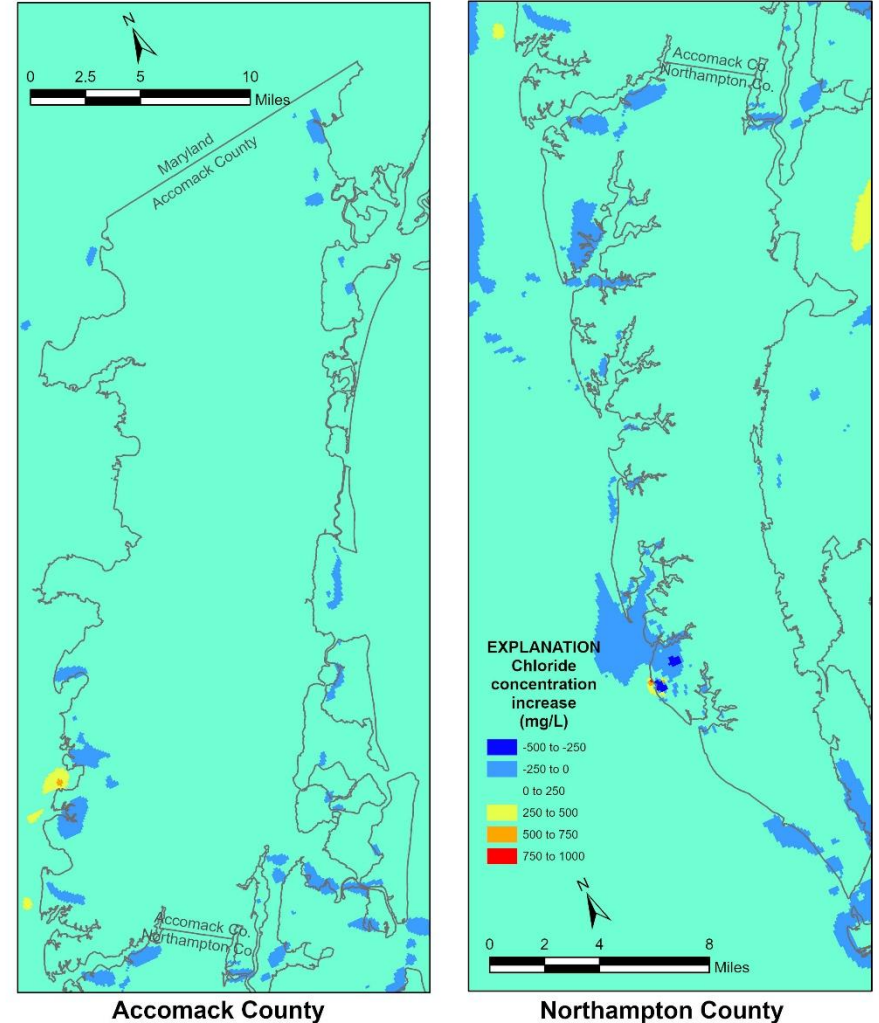 N
0 2.5 5 10
Miles
Maryland
Accomack County
Accomack Co.
Northampton Co.
Accomack County
Accomack Co.
Northampton Co.
EXPLANATION
Chloride
concentration
increase
(mg/L)
-500 to -250
-250 to 0
0 to 250
250 to 500
500 to 750
750 to 1000
N
0 2 4 8
Miles
Northampton County